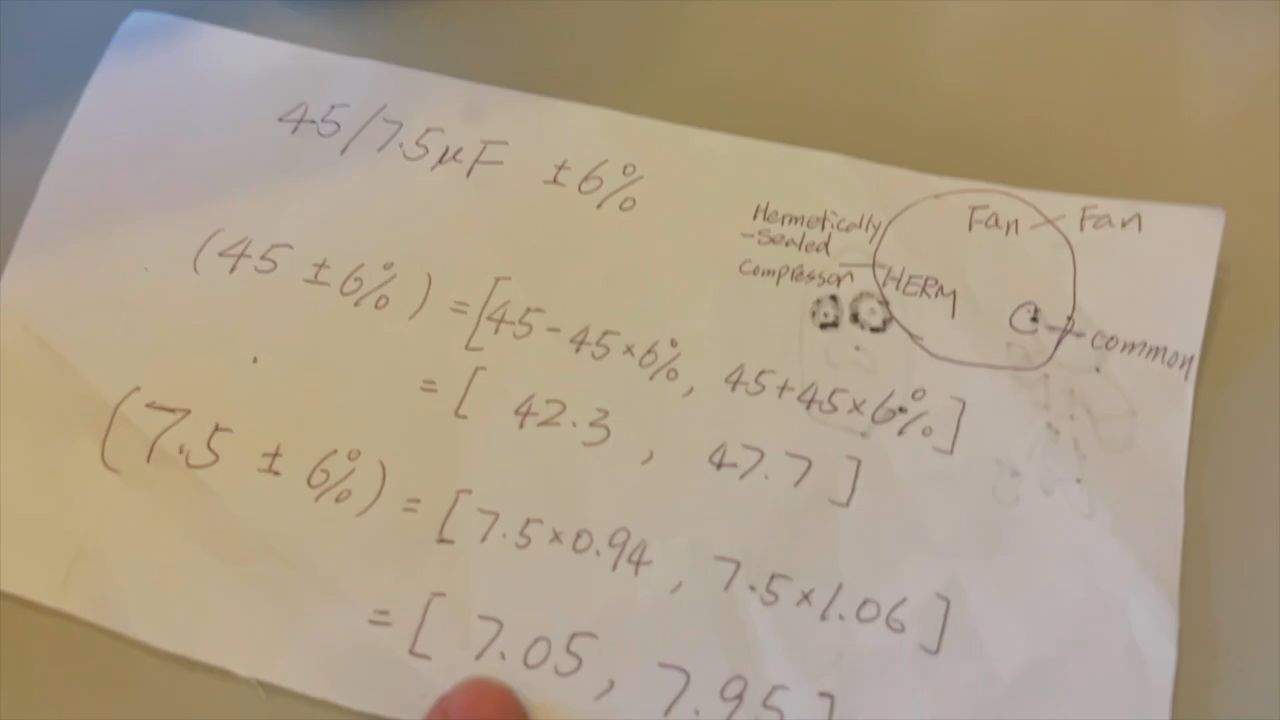 45/7.5μF ±6%
Hermetically
-Sealed
Compressor
Fan
Fan
HERM
C
common
(45 ±6%) = [45-45×6%, 45+45×6%]
= [ 42.3 , 47.7 ]
(7.5 ± 6%) = [7.5×0.94 , 7.5×1.06 ]
= [ 7.05 , 7.95]